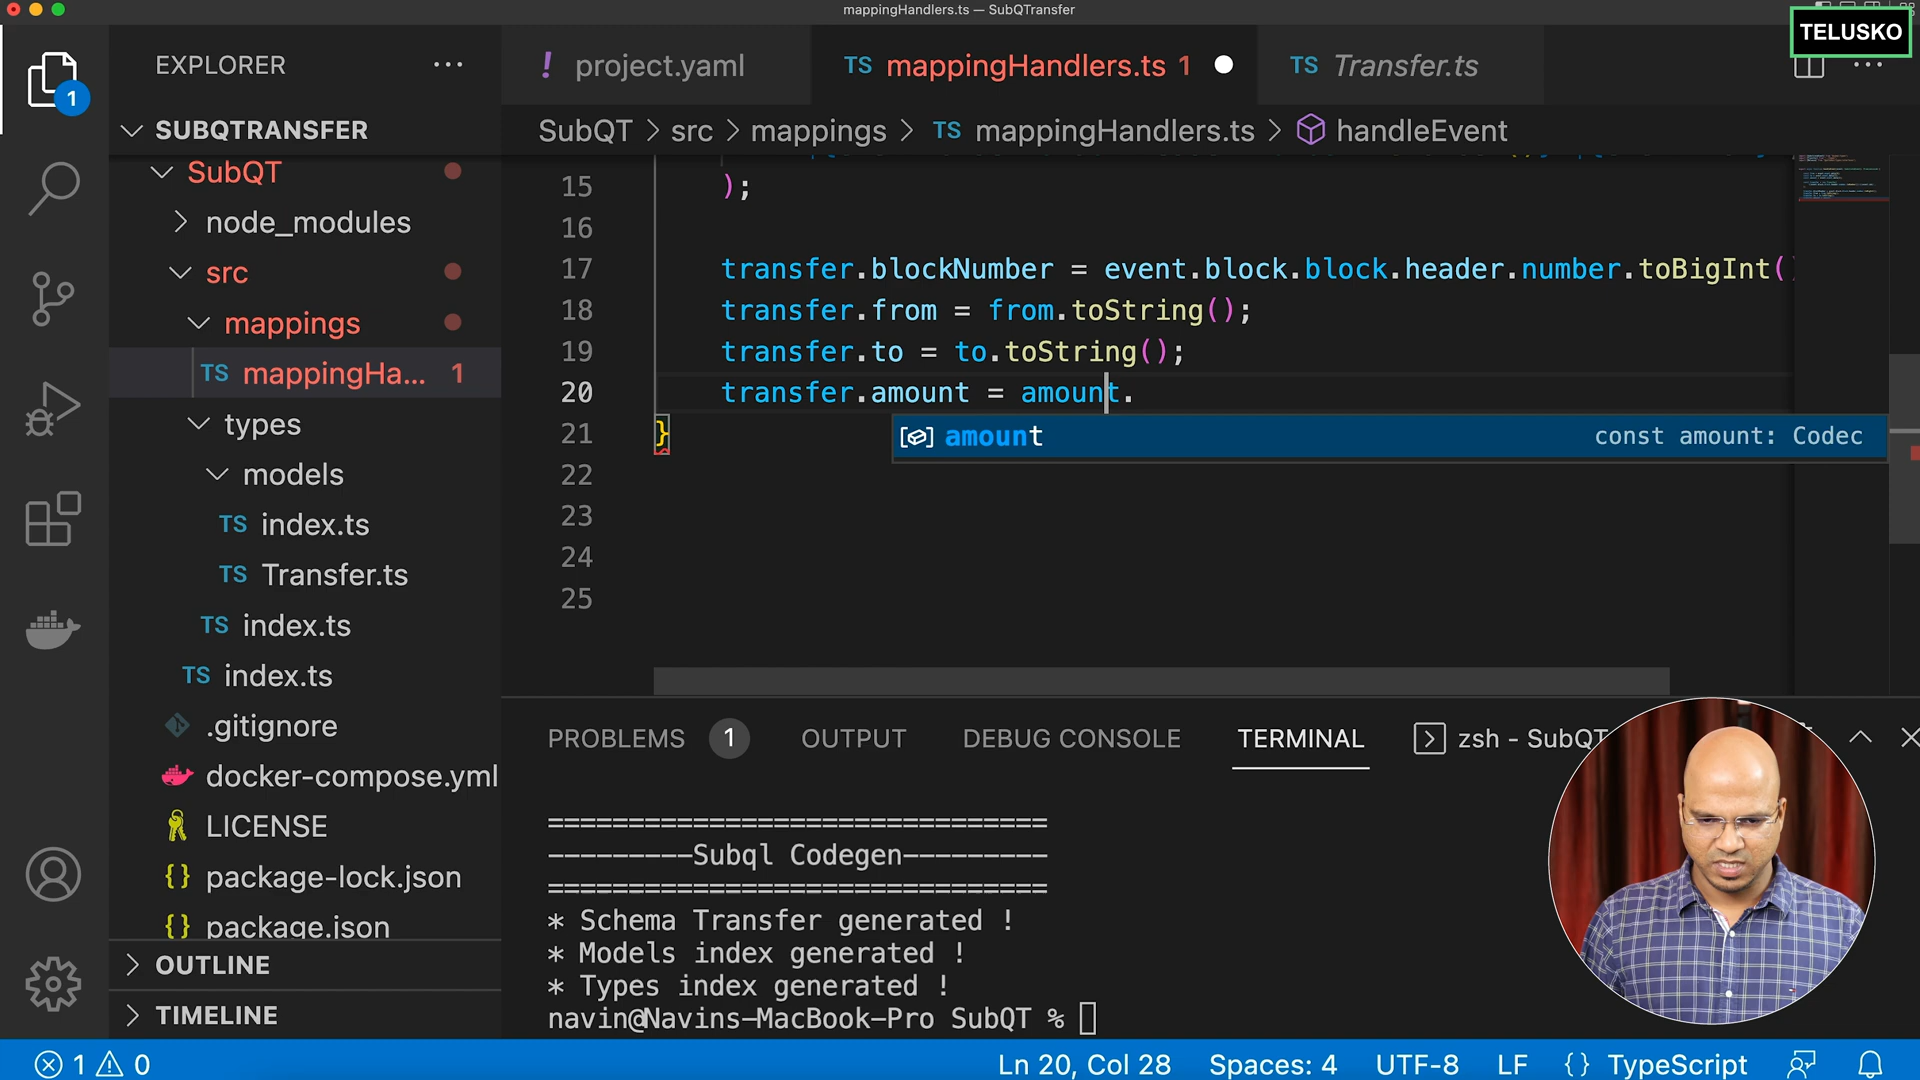 mappingHandlers.ts — SubQTransfer
TELUSKO
EXPLORER
project.yaml
TS mappingHandlers.ts 1
TS Transfer.ts
SUBQTRANSFER
SubQT > src > mappings > TS mappingHandlers.ts > handleEvent
SubQT
node_modules
src
mappings
TS mappingHa... 1
types
models
TS index.ts
TS Transfer.ts
TS index.ts
TS index.ts
.gitignore
docker-compose.yml
LICENSE
{} package-lock.json
{} package.json
OUTLINE
TIMELINE
1
15 );
16
17 transfer.blockNumber = event.block.block.header.number.toBigInt()
18 transfer.from = from.toString();
19 transfer.to = to.toString();
20 transfer.amount = amount.
21 }
amount const amount: Codec
22
23
24
25
PROBLEMS 1 OUTPUT DEBUG CONSOLE TERMINAL zsh - SubQT
===============================
---------Subql Codegen---------
===============================
* Schema Transfer generated !
* Models index generated !
* Types index generated !
navin@Navins-MacBook-Pro SubQT %
1 0 Ln 20, Col 28 Spaces: 4 UTF-8 LF {} TypeScript